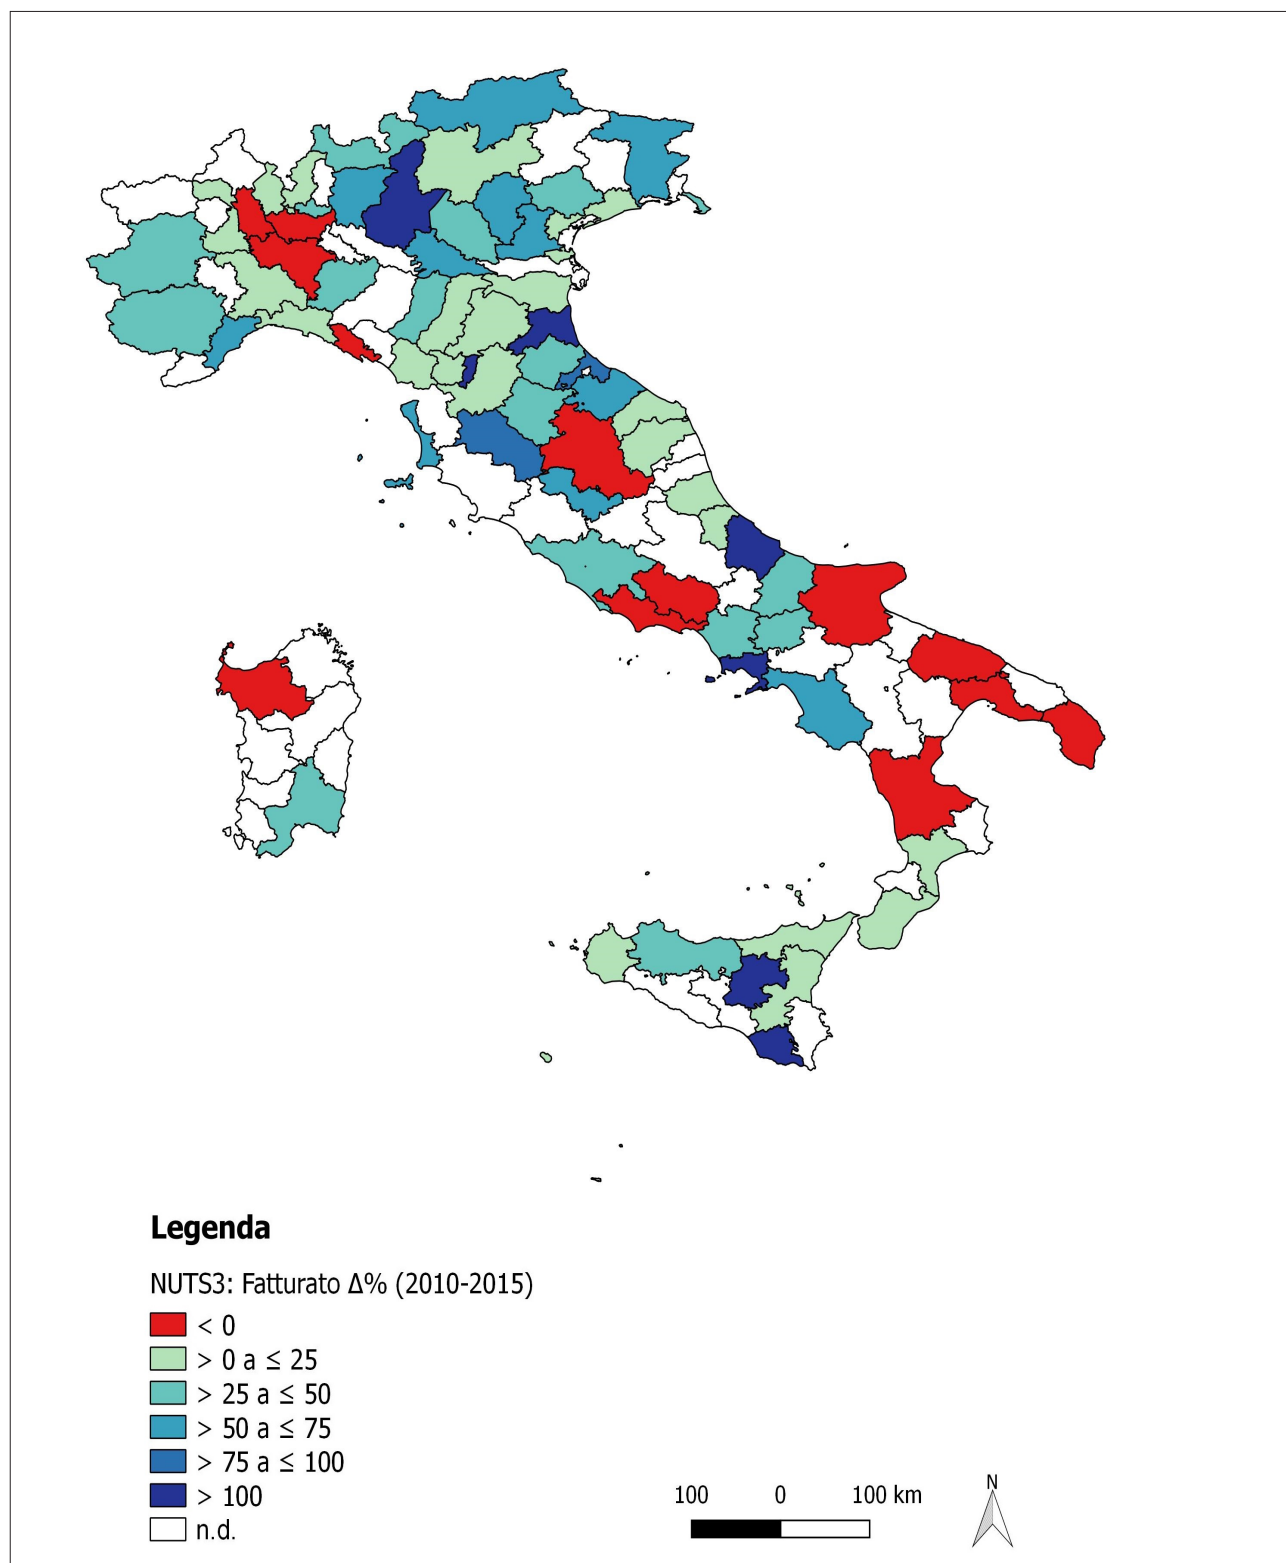 Legenda
NUTS3: Fatturato Δ% (2010-2015)
< 0
> 0 a ≤ 25
> 25 a ≤ 50
> 50 a ≤ 75
> 75 a ≤ 100
> 100
n.d.
100 0 100 km
N